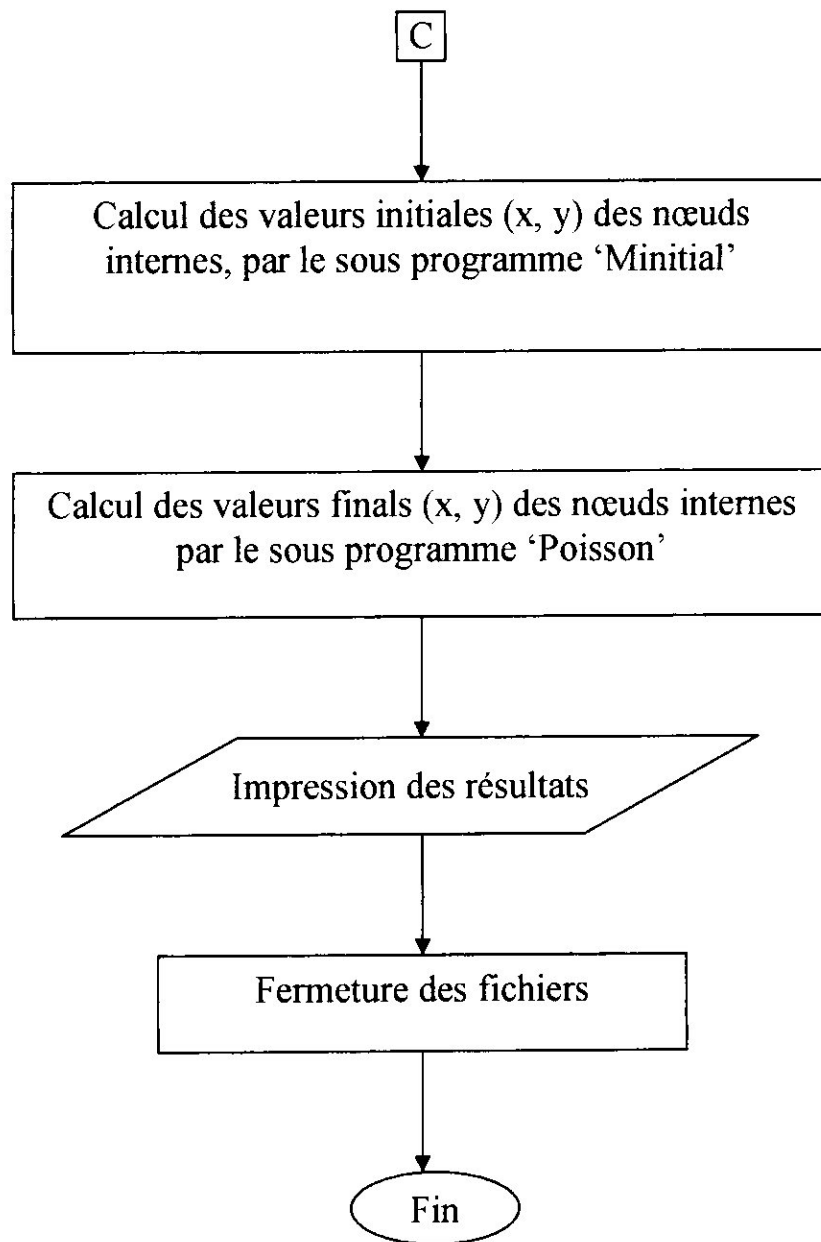 C
Calcul des valeurs initiales (x, y) des nœuds
internes, par le sous programme ‘Minitial’
Calcul des valeurs finals (x, y) des nœuds internes
par le sous programme ‘Poisson’
Impression des résultats
Fermeture des fichiers
Fin